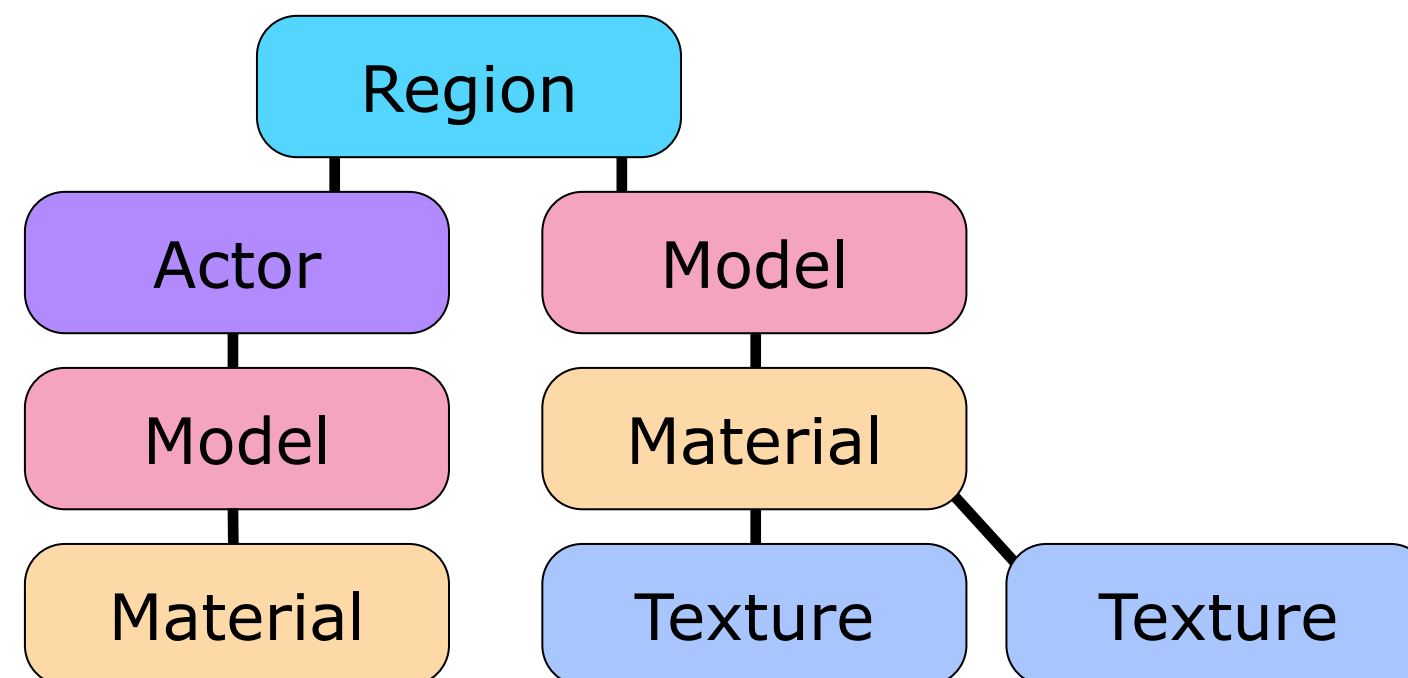 Region
Actor
Model
Model
Material
Material
Texture
Texture